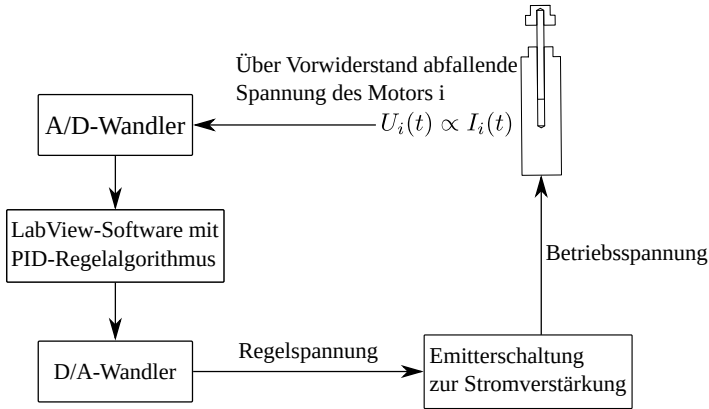 Über Vorwiderstand abfallende
Spannung des Motors i
U_i(t) ∝ I_i(t)
A/D-Wandler
LabView-Software mit
PID-Regelalgorithmus
D/A-Wandler
Regelspannung
Emitterschaltung
zur Stromverstärkung
Betriebsspannung